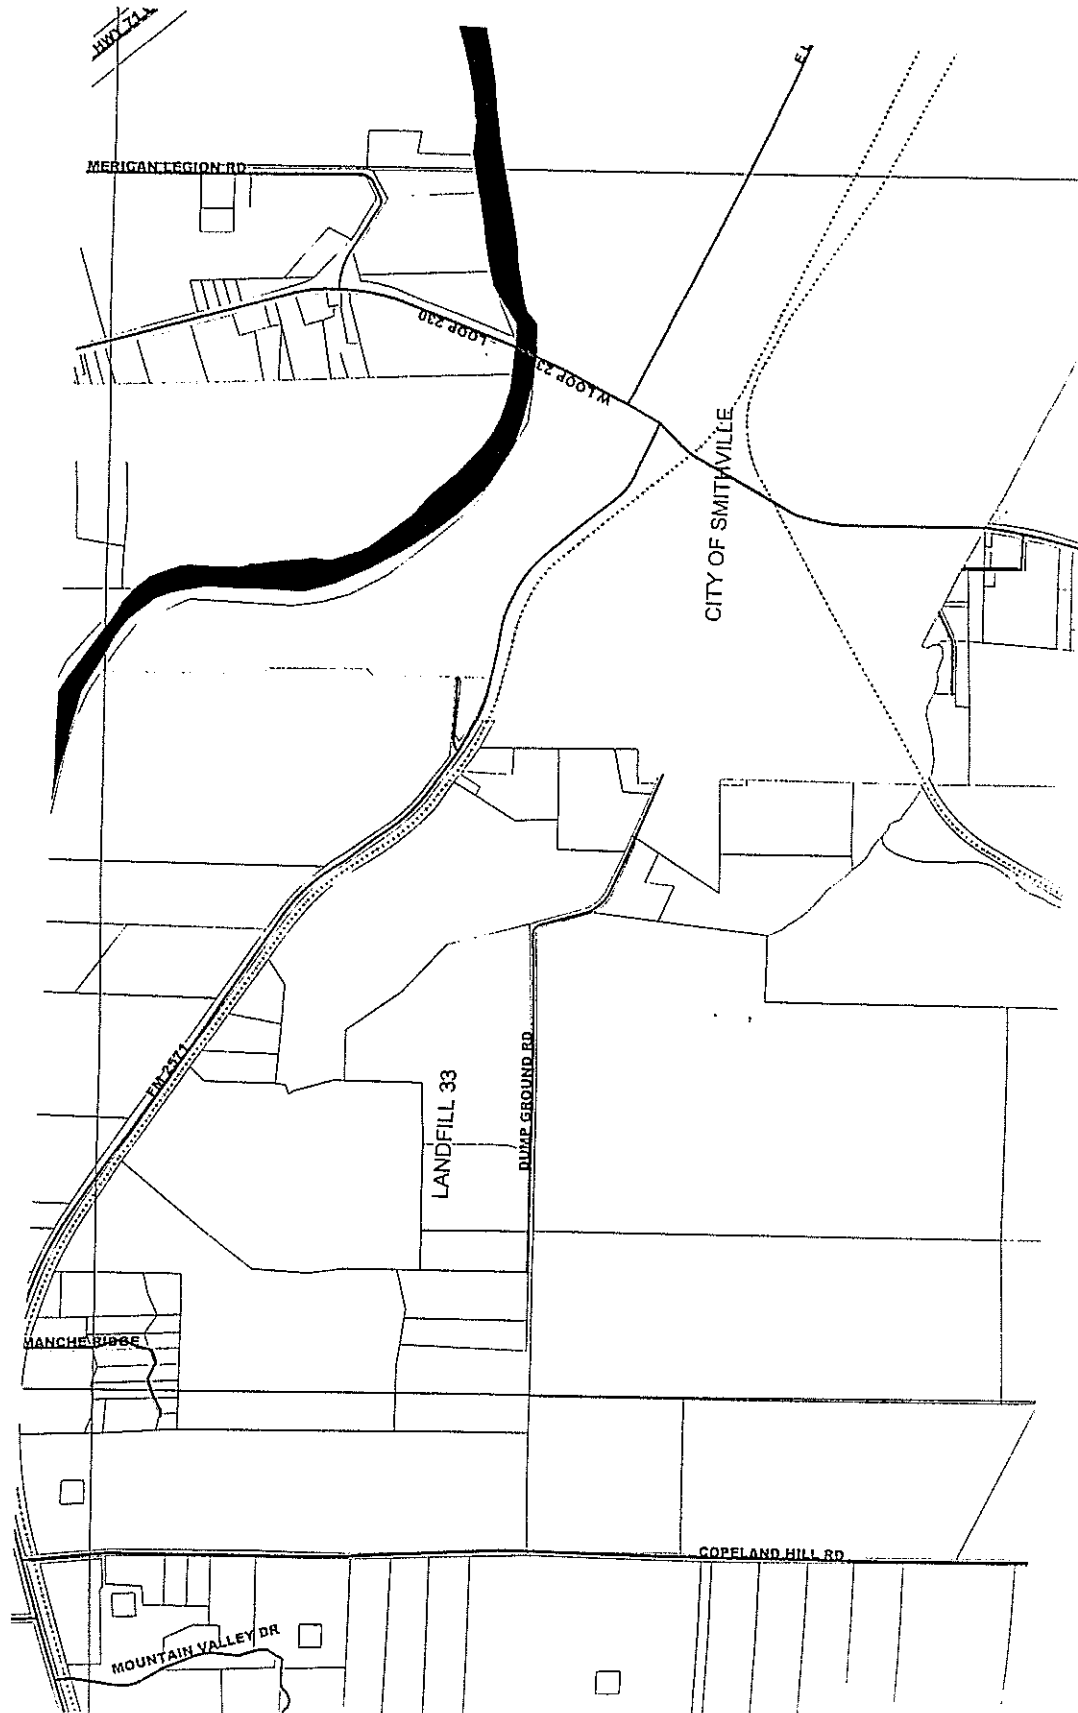 HWY 71
MERICAN LEGION RD
LOOP 230
W LOOP 23
CITY OF SMITHVILLE
FM 2571
LANDFILL 33
DUMP GROUND RD
MANCHE RIDGE
COPELAND HILL RD
MOUNTAIN VALLEY DR